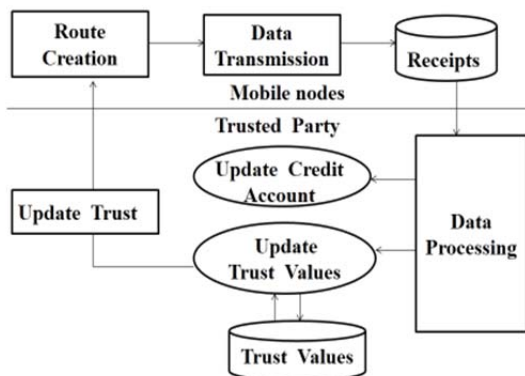 Route
Creation
Data
Transmission
Receipts
Mobile nodes
Trusted Party
Update Credit
Account
Update Trust
Update
Trust Values
Data
Processing
Trust Values